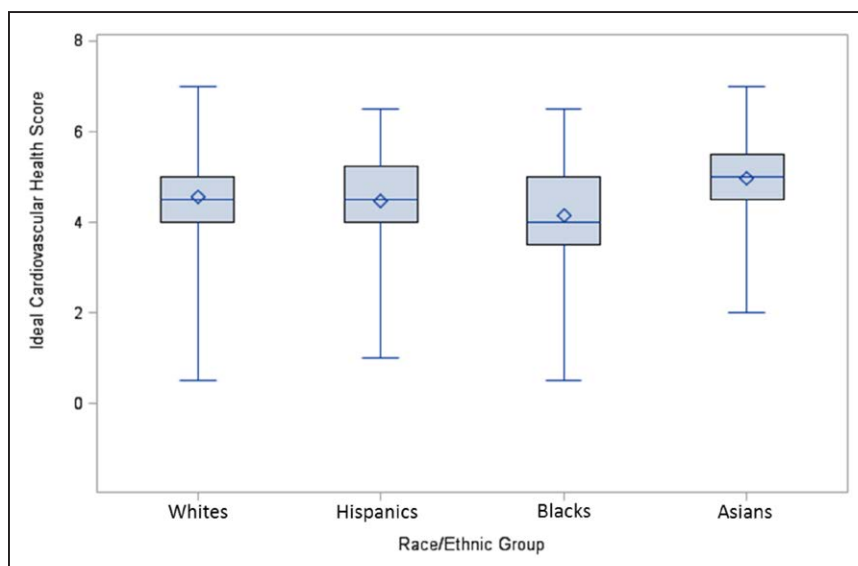 Ideal Cardiovascular Health Score
8
6
4
2
0
Whites Hispanics Blacks Asians
Race/Ethnic Group